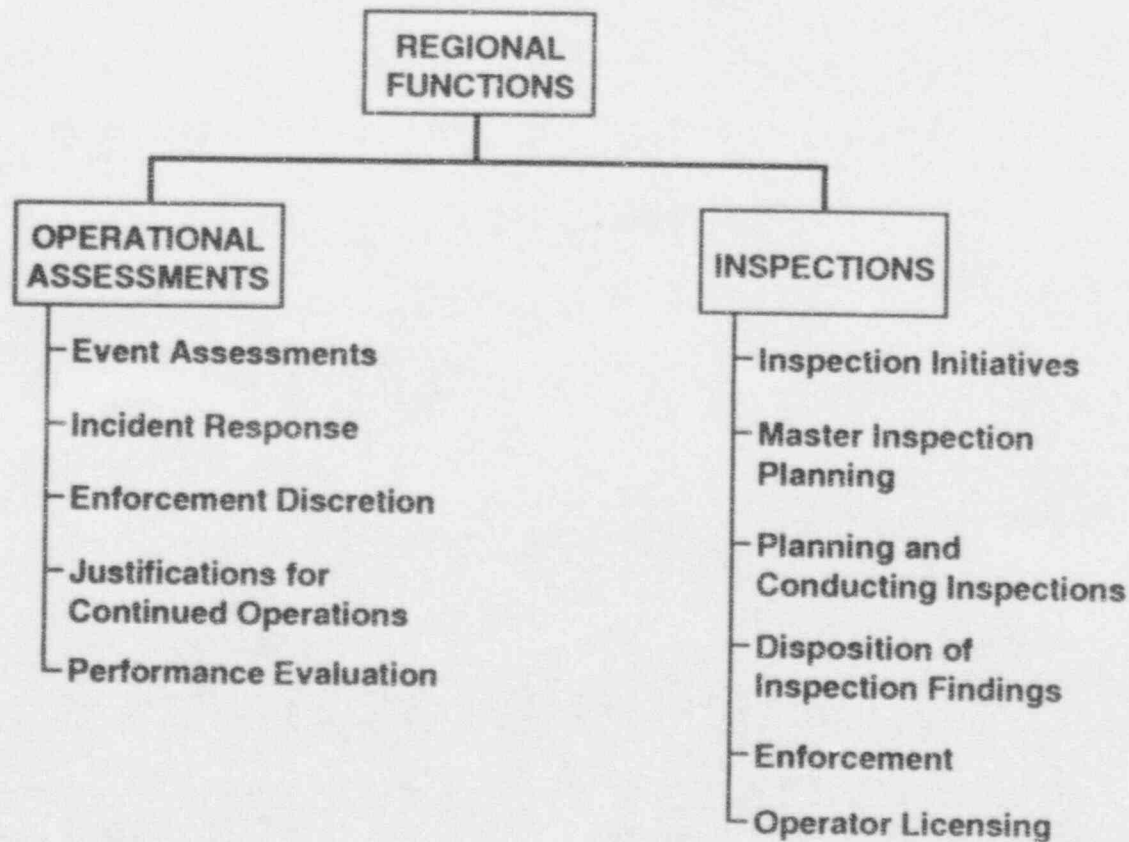 REGIONAL
FUNCTIONS
OPERATIONAL
ASSESSMENTS
Event Assessments
Incident Response
Enforcement Discretion
Justifications for
Continued Operations
Performance Evaluation
INSPECTIONS
Inspection Initiatives
Master Inspection
Planning
Planning and
Conducting Inspections
Disposition of
Inspection Findings
Enforcement
Operator Licensing